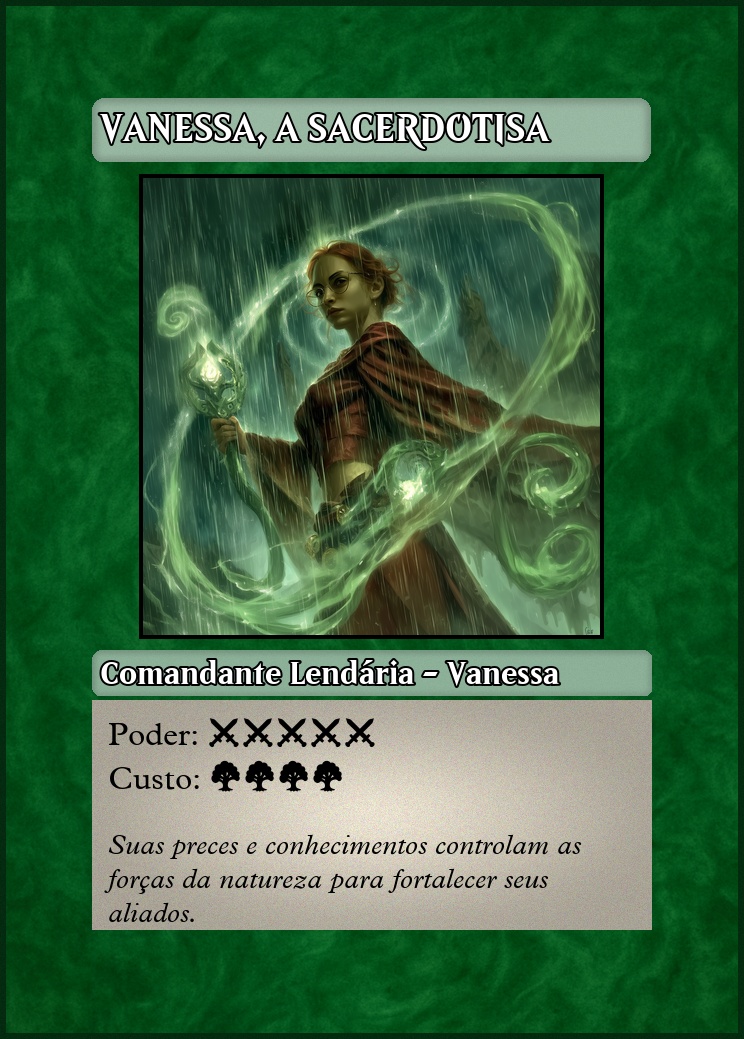 VANESSA, A SACERDOTISA
Comandante Lendária - Vanessa
Poder:
Custo:
Suas preces e conhecimentos controlam as
forças da natureza para fortalecer seus
aliados.